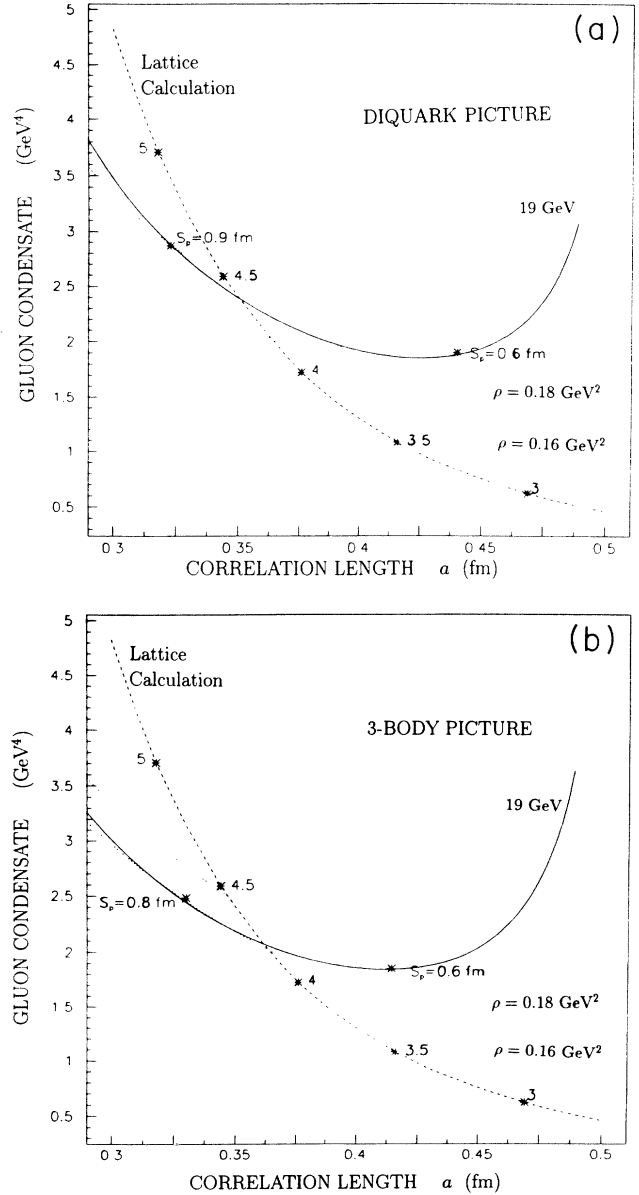 (a)
5
4.5
4
3.5
3
2.5
2
1.5
1
0.5
GLUON CONDENSATE (GeV⁴)
Lattice
Calculation
DIQUARK PICTURE
19 GeV
5
Sₚ=0.9 fm
4.5
4
Sₚ=0.6 fm
3.5
3
ρ = 0.18 GeV²
ρ = 0.16 GeV²
0.3 0.35 0.4 0.45 0.5
CORRELATION LENGTH a (fm)
(b)
5
4.5
4
3.5
3
2.5
2
1.5
1
0.5
GLUON CONDENSATE (GeV⁴)
Lattice
Calculation
3-BODY PICTURE
19 GeV
5
4.5
Sₚ=0.8 fm
4
Sₚ=0.6 fm
3.5
3
ρ = 0.18 GeV²
ρ = 0.16 GeV²
0.3 0.35 0.4 0.45 0.5
CORRELATION LENGTH a (fm)